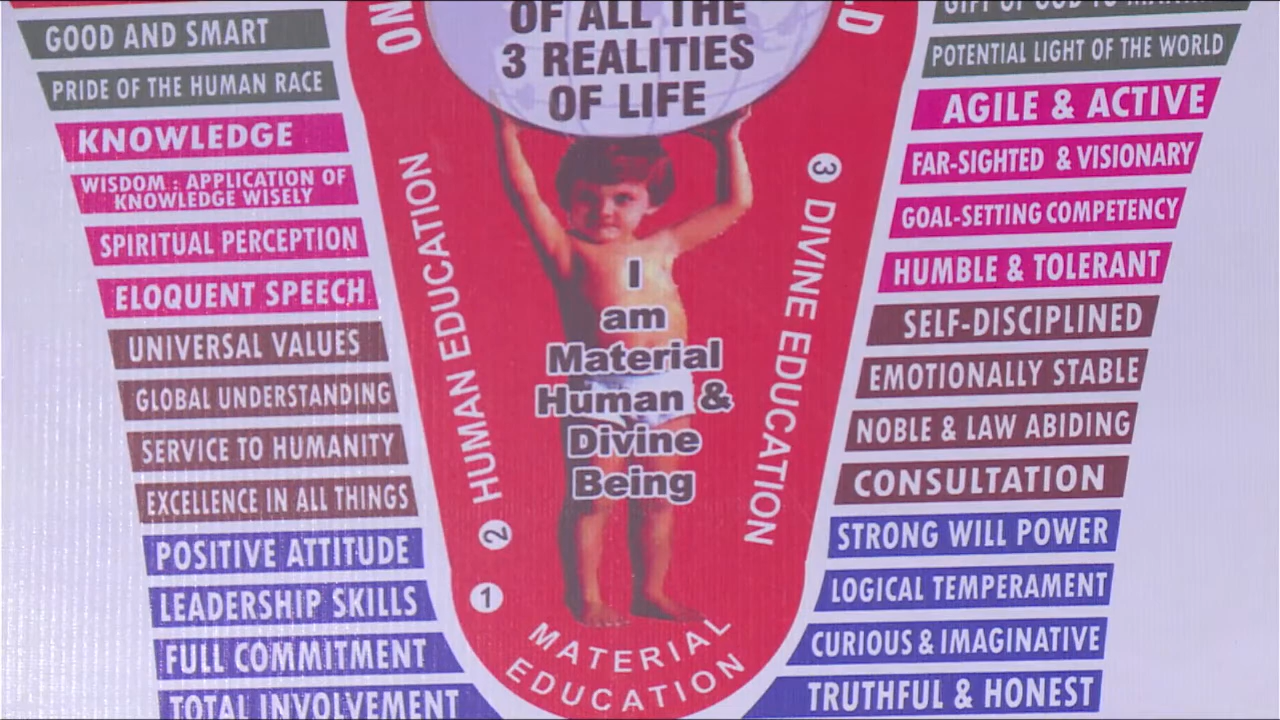 GOOD AND SMART
PRIDE OF THE HUMAN RACE
KNOWLEDGE
WISDOM : APPLICATION OF
KNOWLEDGE WISELY
SPIRITUAL PERCEPTION
ELOQUENT SPEECH
UNIVERSAL VALUES
GLOBAL UNDERSTANDING
SERVICE TO HUMANITY
EXCELLENCE IN ALL THINGS
POSITIVE ATTITUDE
LEADERSHIP SKILLS
FULL COMMITMENT
TOTAL INVOLVEMENT
OF ALL THE
3 REALITIES
OF LIFE
2 HUMAN EDUCATION
3 DIVINE EDUCATION
I
am
Material
Human &
Divine
Being
1
MATERIAL
EDUCATION
POTENTIAL LIGHT OF THE WORLD
AGILE & ACTIVE
FAR-SIGHTED & VISIONARY
GOAL-SETTING COMPETENCY
HUMBLE & TOLERANT
SELF-DISCIPLINED
EMOTIONALLY STABLE
NOBLE & LAW ABIDING
CONSULTATION
STRONG WILL POWER
LOGICAL TEMPERAMENT
CURIOUS & IMAGINATIVE
TRUTHFUL & HONEST